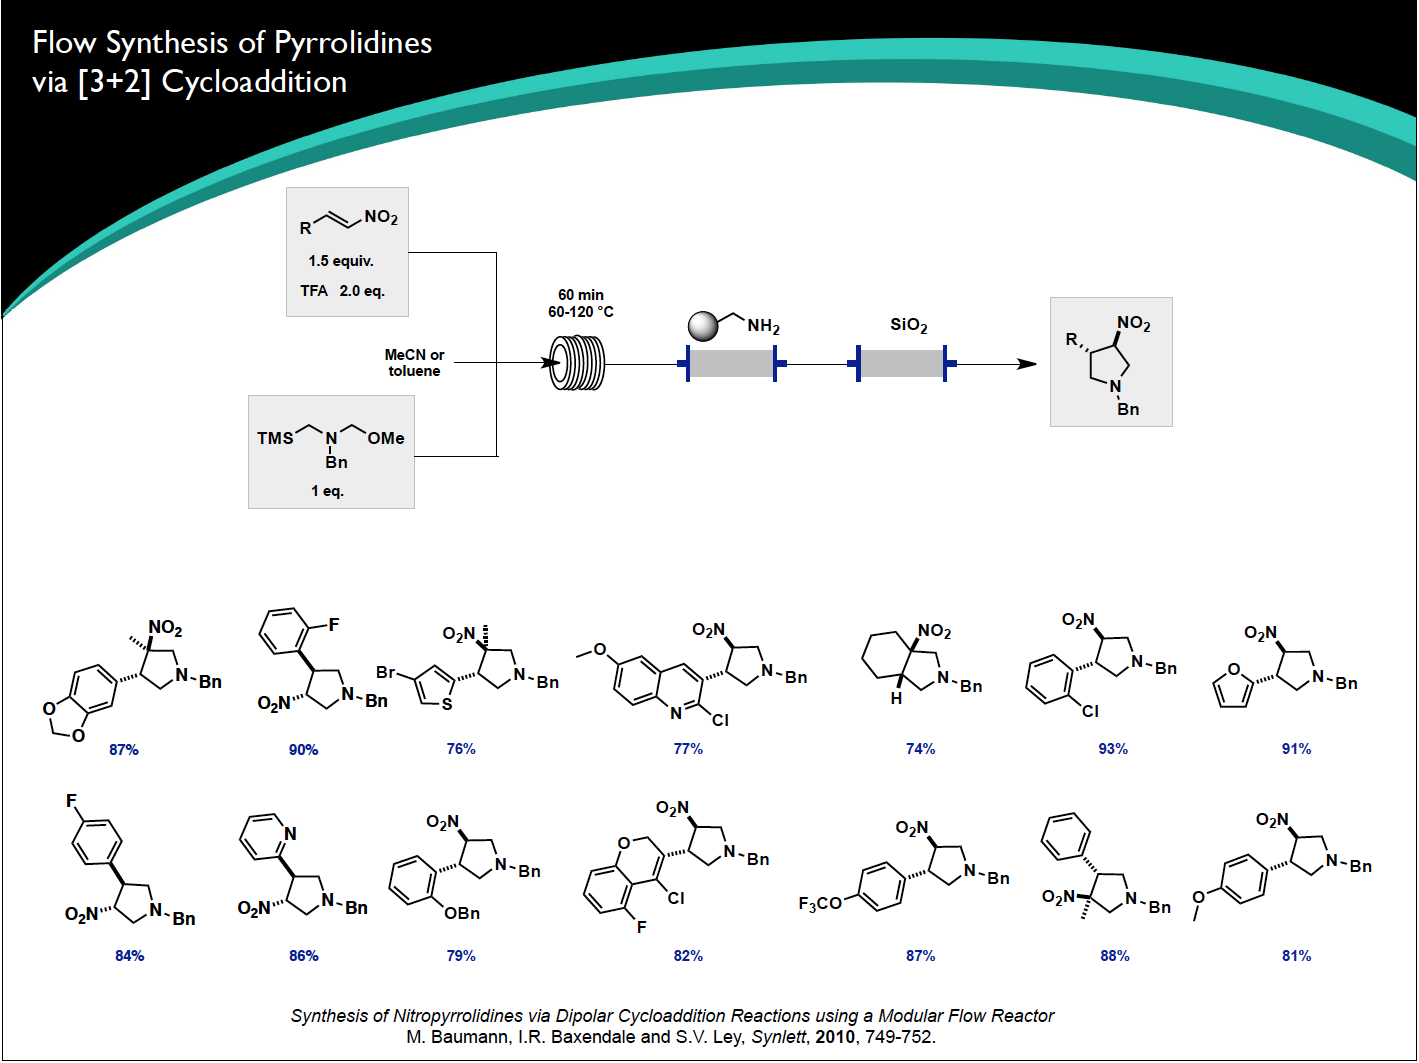 Flow Synthesis of Pyrrolidines
via [3+2] Cycloaddition
R NO₂
1.5 equiv.
TFA 2.0 eq.
MeCN or
toluene
TMS N OMe
Bn
1 eq.
60 min
60-120 °C
NH₂
SiO₂
NO₂
R
N
Bn
NO₂
N Bn
O
O
87%
F
O₂N
N Bn
90%
O₂N
Br
S
N Bn
76%
O₂N
O
N Cl
N Bn
77%
NO₂
N Bn
H
74%
O₂N
N Bn
Cl
93%
O₂N
O
N Bn
91%
F
O₂N
N Bn
84%
N
O₂N
N Bn
86%
O₂N
N Bn
OBn
79%
O₂N
O
N Bn
Cl
F
82%
O₂N
N Bn
F₃CO
87%
O₂N
N Bn
88%
O₂N
N Bn
O
81%
Synthesis of Nitropyrrolidines via Dipolar Cycloaddition Reactions using a Modular Flow Reactor
M. Baumann, I.R. Baxendale and S.V. Ley, Synlett, 2010, 749-752.